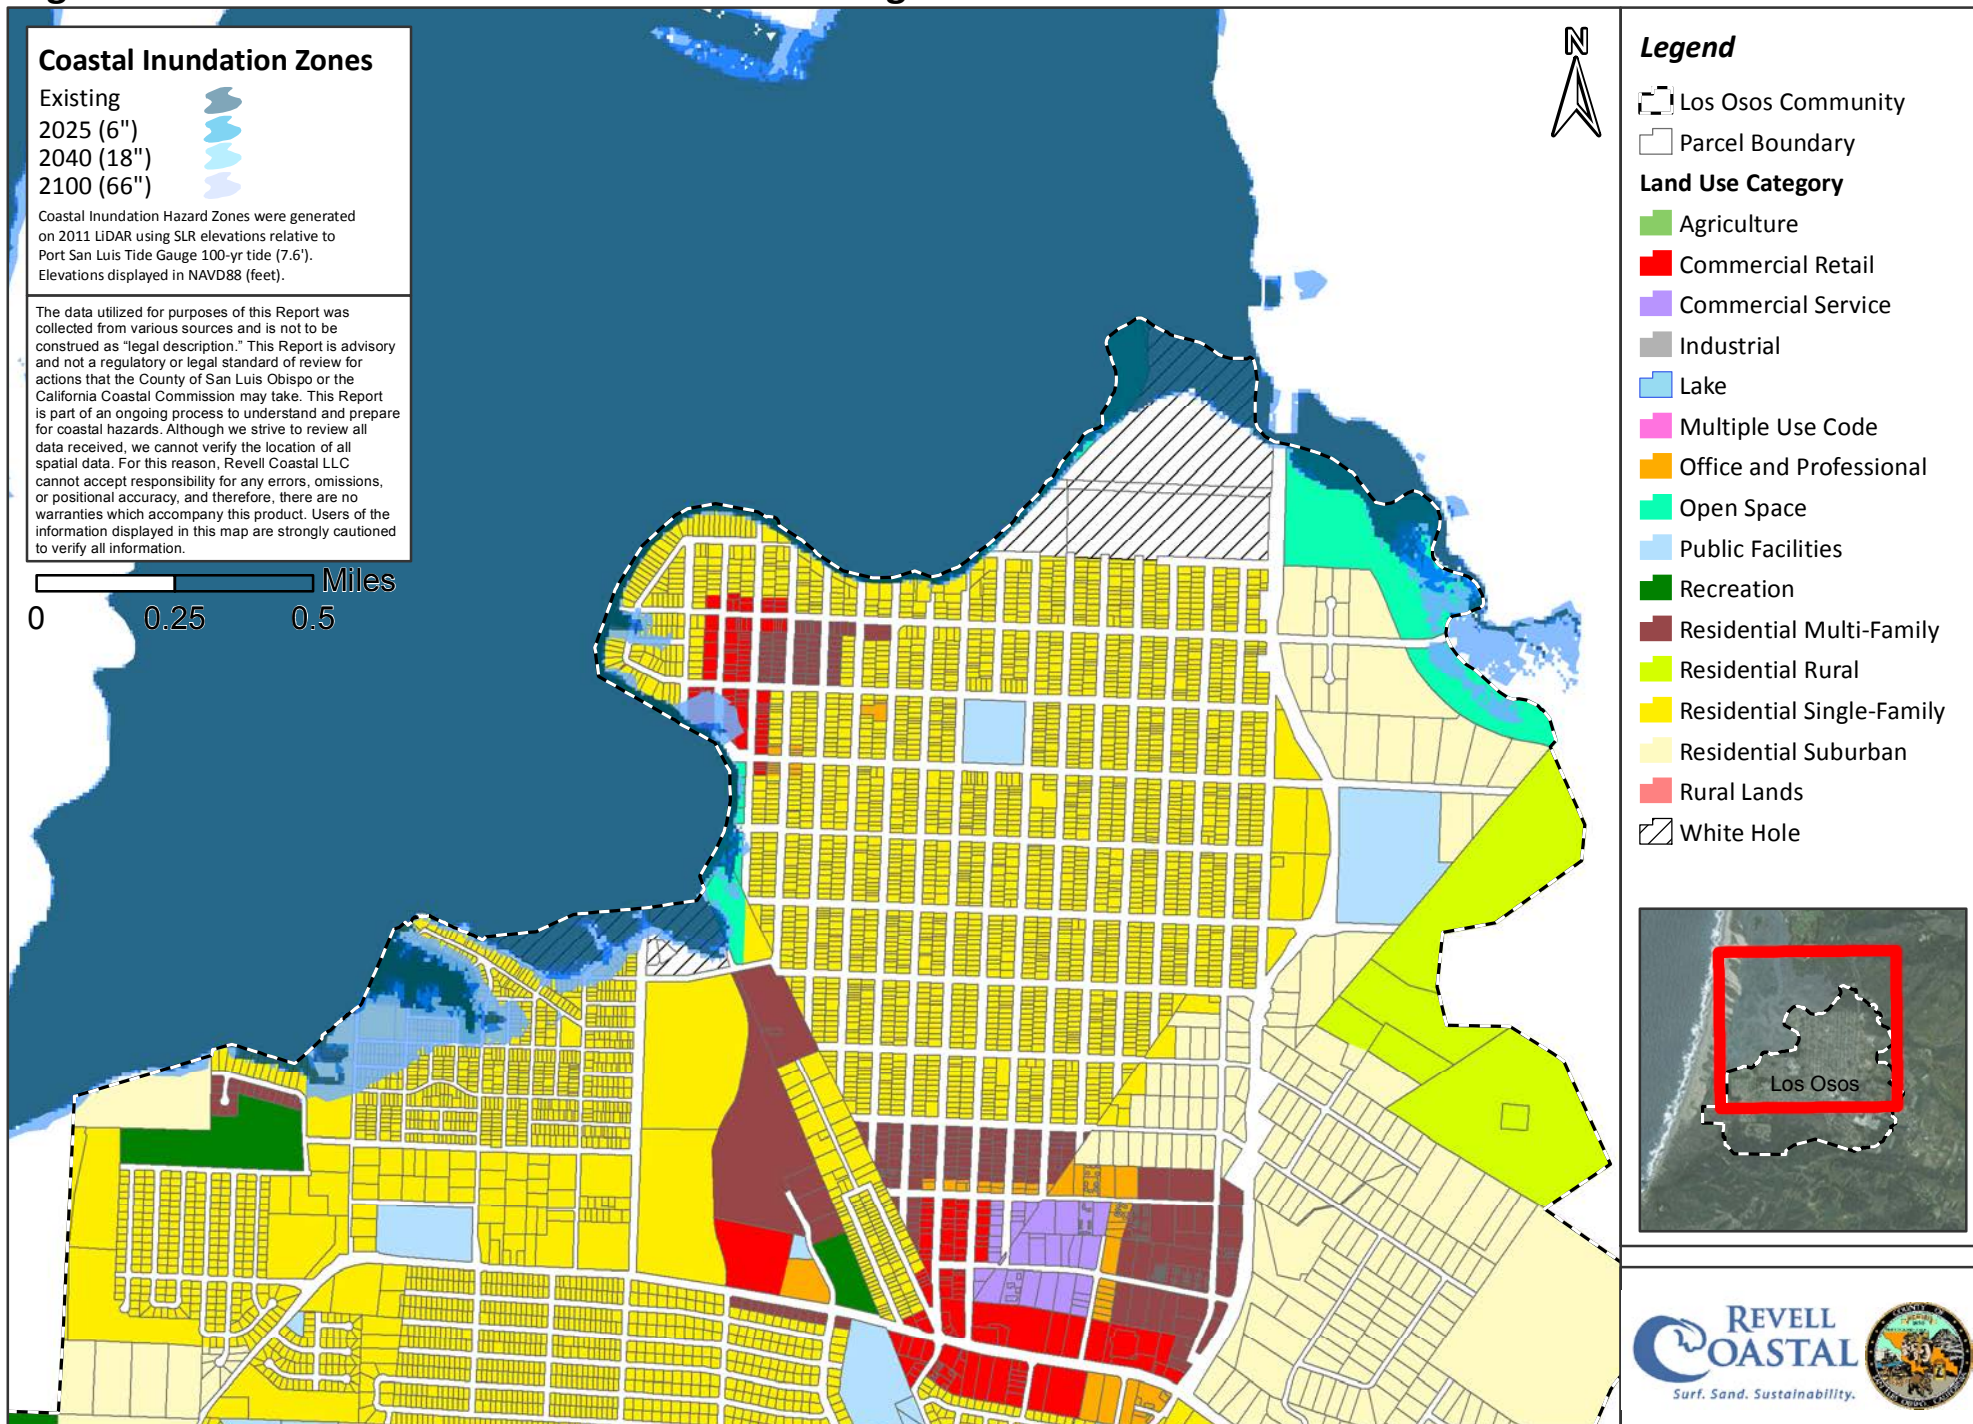 Coastal Inundation Zones
Existing
2025 (6")
2040 (18")
2100 (66")
Coastal Inundation Hazard Zones were generated
on 2011 LiDAR using SLR elevations relative to
Port San Luis Tide Gauge 100-yr tide (7.6').
Elevations displayed in NAVD88 (feet).
The data utilized for purposes of this Report was
collected from various sources and is not to be
construed as “legal description.” This Report is advisory
and not a regulatory or legal standard of review for
actions that the County of San Luis Obispo or the
California Coastal Commission may take. This Report
is part of an ongoing process to understand and prepare
for coastal hazards. Although we strive to review all
data received, we cannot verify the location of all
spatial data. For this reason, Revell Coastal LLC
cannot accept responsibility for any errors, omissions,
or positional accuracy, and therefore, there are no
warranties which accompany this product. Users of the
information displayed in this map are strongly cautioned
to verify all information.
Miles
0 0.25 0.5
N
Legend
Los Osos Community
Parcel Boundary
Land Use Category
Agriculture
Commercial Retail
Commercial Service
Industrial
Lake
Multiple Use Code
Office and Professional
Open Space
Public Facilities
Recreation
Residential Multi-Family
Residential Rural
Residential Single-Family
Residential Suburban
Rural Lands
White Hole
Los Osos
REVELL
COASTAL
Surf. Sand. Sustainability.